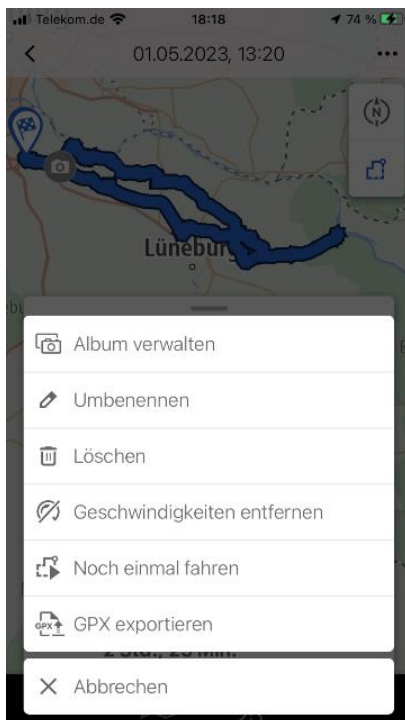 Telekom.de 18:18 74 %
01.05.2023, 13:20
N
Lüneburg
Album verwalten
Umbenennen
Löschen
Geschwindigkeiten entfernen
Noch einmal fahren
GPX
GPX exportieren
Abbrechen